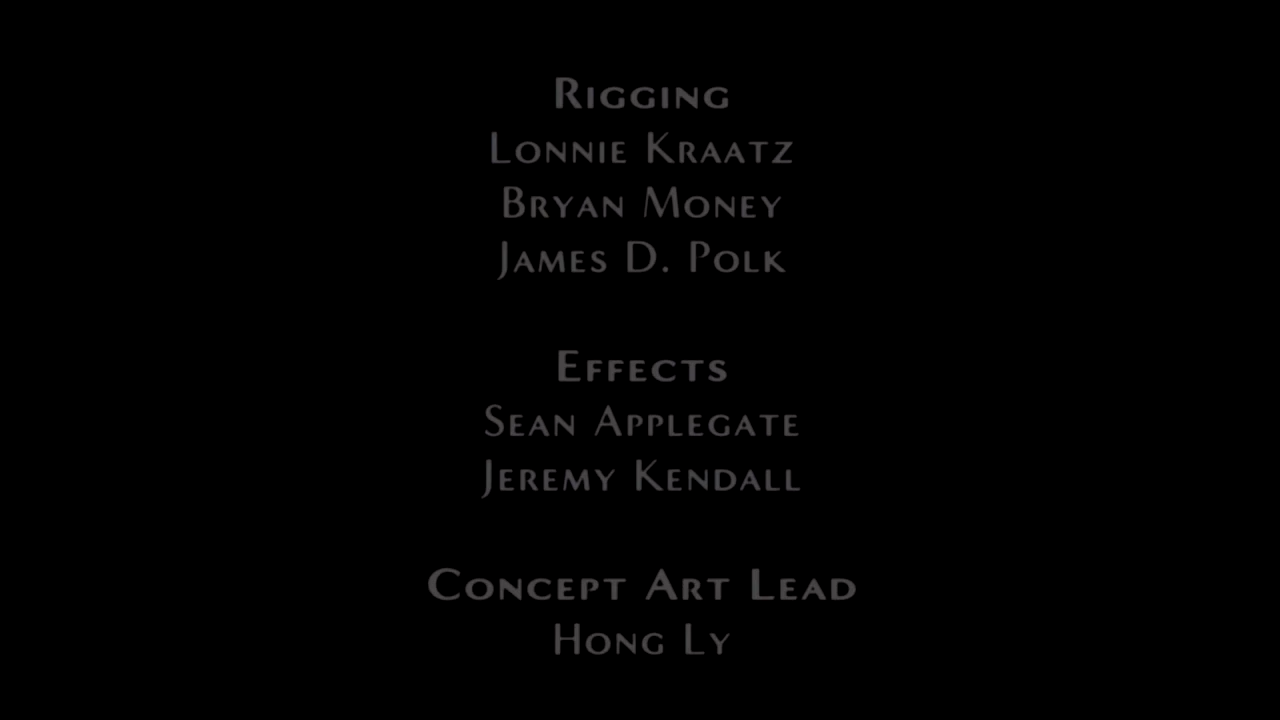 Rigging
Lonnie Kraatz
Bryan Money
James D. Polk
Effects
Sean Applegate
Jeremy Kendall
Concept Art Lead
Hong Ly